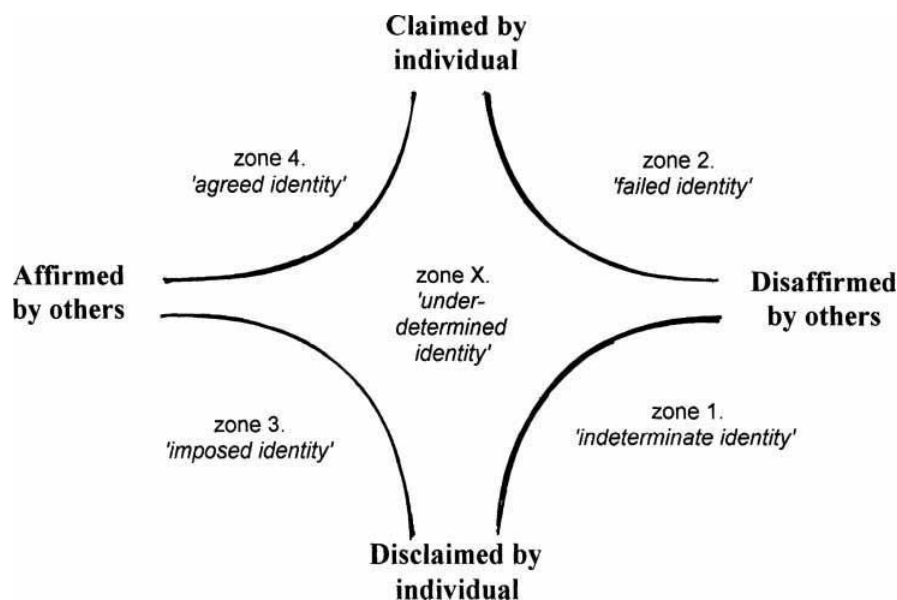 Claimed by
individual
zone 4.
'agreed identity'
zone 2.
'failed identity'
Affirmed
by others
zone X.
'under-
determined
identity'
Disaffirmed
by others
zone 3.
'imposed identity'
zone 1.
'indeterminate identity'
Disclaimed by
individual